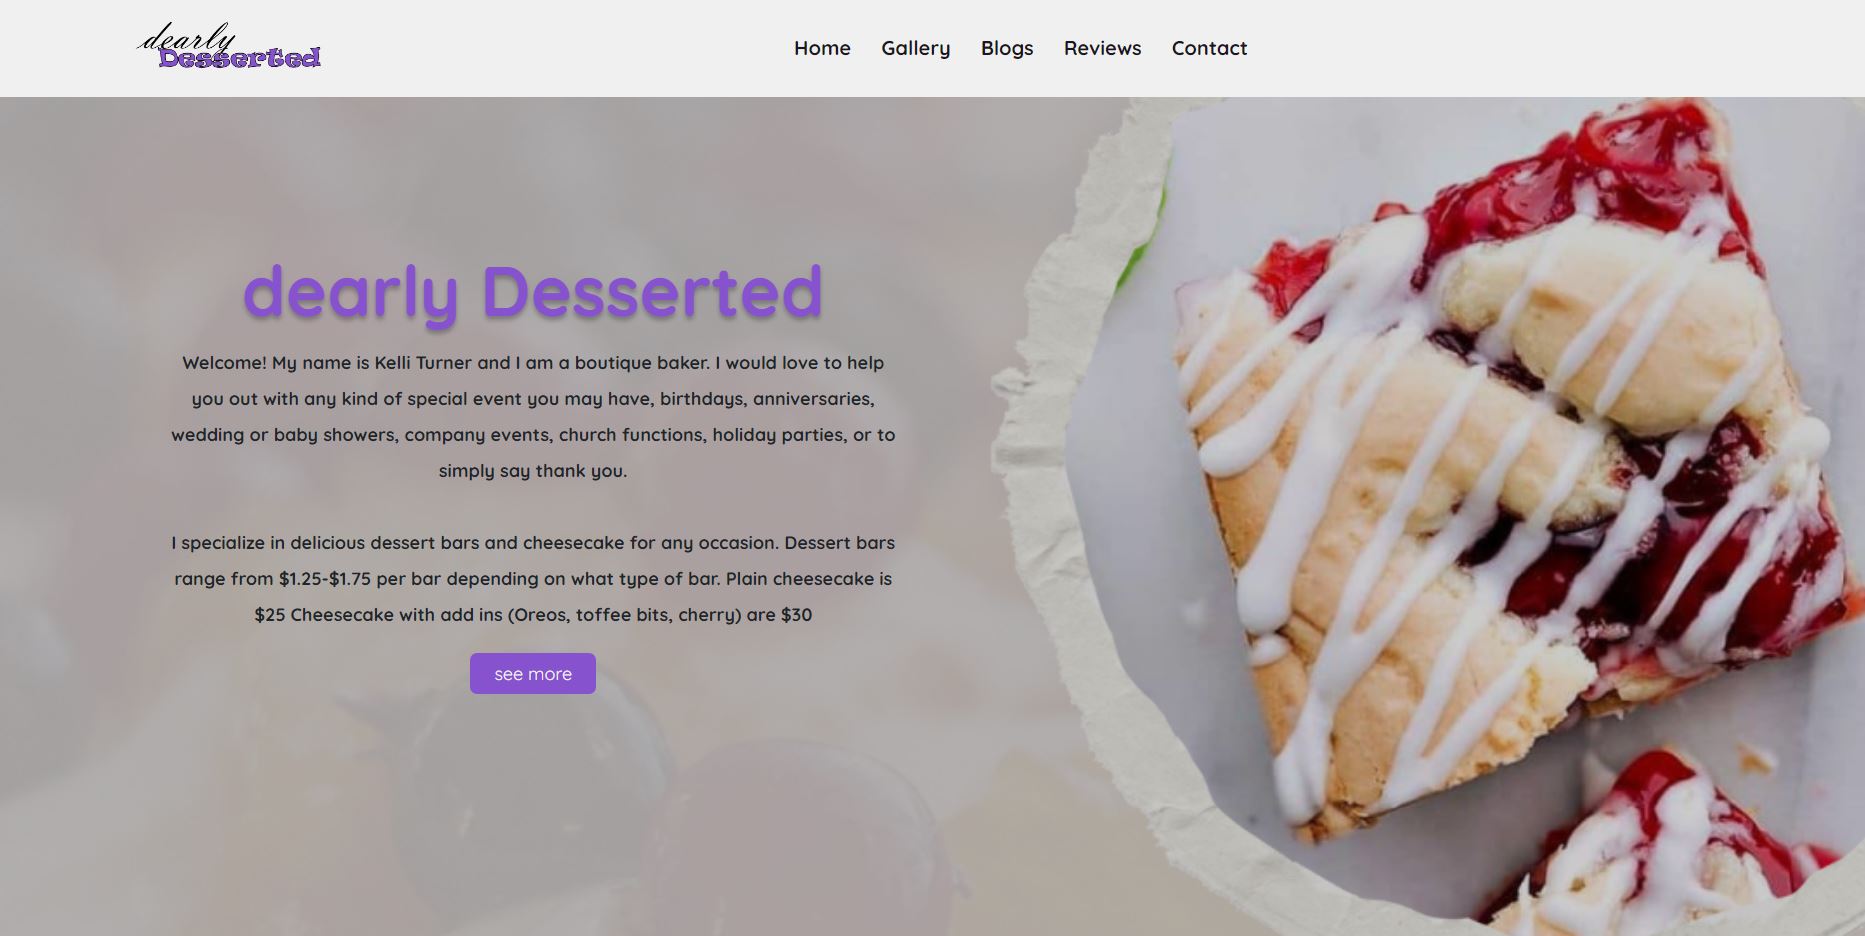 dearly
Desserted
Home Gallery Blogs Reviews Contact
dearly Desserted
Welcome! My name is Kelli Turner and I am a boutique baker. I would love to help
you out with any kind of special event you may have, birthdays, anniversaries,
wedding or baby showers, company events, church functions, holiday parties, or to
simply say thank you.
I specialize in delicious dessert bars and cheesecake for any occasion. Dessert bars
range from $1.25-$1.75 per bar depending on what type of bar. Plain cheesecake is
$25 Cheesecake with add ins (Oreos, toffee bits, cherry) are $30
see more